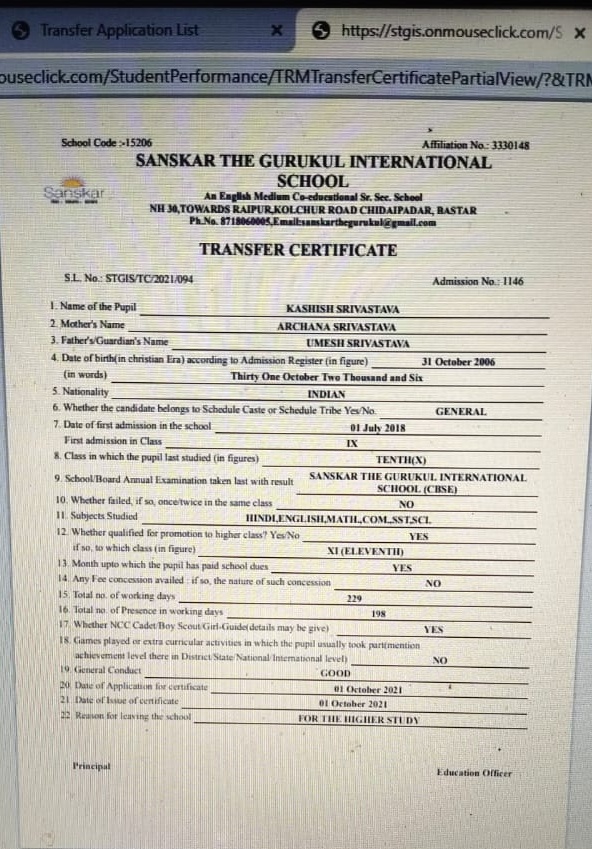 Transfer Application List
https://stgis.onmouseclick.com/S
ouseclick.com/StudentPerformance/TRMTransferCertificatePartialView/?&TRM
School Code :-15206 Affiliation No.: 3330148
SANSKAR THE GURUKUL INTERNATIONAL
SCHOOL
Sanskar
An English Medium Co-educational Sr. Sec. School
NH 30,TOWARDS RAIPUR,KOLCHUR ROAD CHIDAIPADAR, BASTAR
Ph.No. 8718060005,Email:sanskarthegurukul@gmail.com
TRANSFER CERTIFICATE
S.L. No.: STGIS/TC/2021/094 Admission No.: 1146
1. Name of the Pupil KASHISH SRIVASTAVA
2. Mother's Name ARCHANA SRIVASTAVA
3. Father's/Guardian's Name UMESH SRIVASTAVA
4. Date of birth(in christian Era) according to Admission Register (in figure) 31 October 2006
(in words) Thirty One October Two Thousand and Six
5. Nationality INDIAN
6. Whether the candidate belongs to Schedule Caste or Schedule Tribe Yes/No. GENERAL
7. Date of first admission in the school 01 July 2018
First admission in Class IX
8. Class in which the pupil last studied (in figures) TENTH(X)
9. School/Board Annual Examination taken last with result SANSKAR THE GURUKUL INTERNATIONAL
SCHOOL (CBSE)
10. Whether failed, if so, once/twice in the same class NO
11. Subjects Studied HINDI,ENGLISH,MATH.,COM.,SST,SCI.
12. Whether qualified for promotion to higher class? Yes/No YES
if so, to which class (in figure) XI (ELEVENTH)
13. Month upto which the pupil has paid school dues YES
14. Any Fee concession availed : if so, the nature of such concession NO
15. Total no. of working days 229
16. Total no. of Presence in working days 198
17. Whether NCC Cadet/Boy Scout/Girl-Guide(details may be give) YES
18. Games played or extra curricular activities in which the pupil usually took part(mention
achievement level there in District/State/National/International level) NO
19. General Conduct GOOD
20. Date of Application for certificate 01 October 2021
21. Date of Issue of certificate 01 October 2021
22. Reason for leaving the school FOR THE HIGHER STUDY
Principal Education Officer